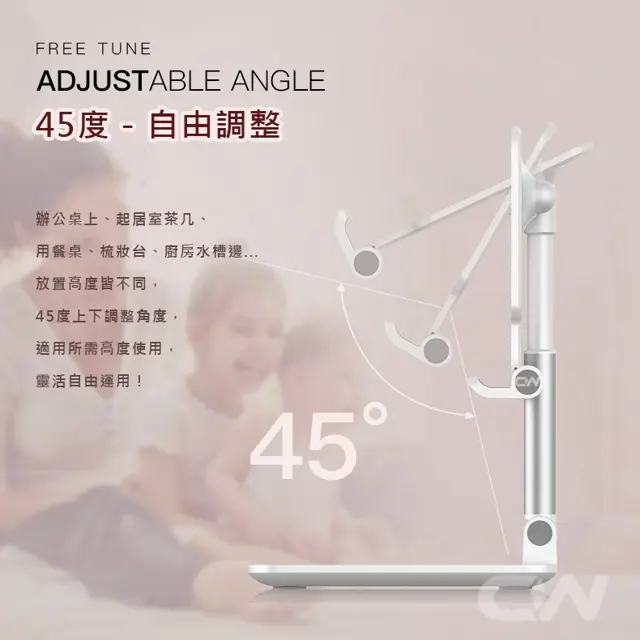 FREE TUNE
ADJUSTABLE ANGLE
45度 - 自由調整
辦公桌上、起居室茶几、
用餐桌、梳妝台、廚房水槽邊...
放置高度皆不同，
45度上下調整角度，
適用所需高度使用，
靈活自由運用！
45°
CW
CW